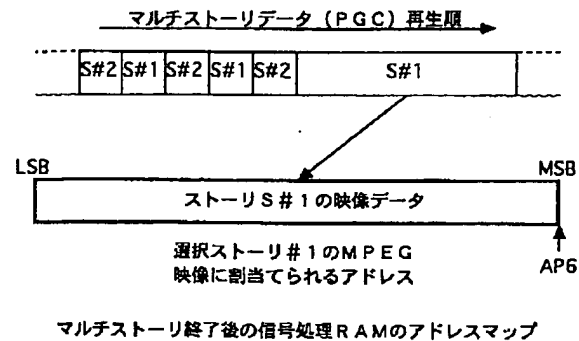 マルチストーリデータ（PGC）再生順
S#2 S#1 S#2 S#1 S#2 S#1
LSB MSB
ストーリS#1の映像データ
選択ストーリ#1のMPEG
映像に割当てられるアドレス
AP6
マルチストーリ終了後の信号処理RAMのアドレスマップ